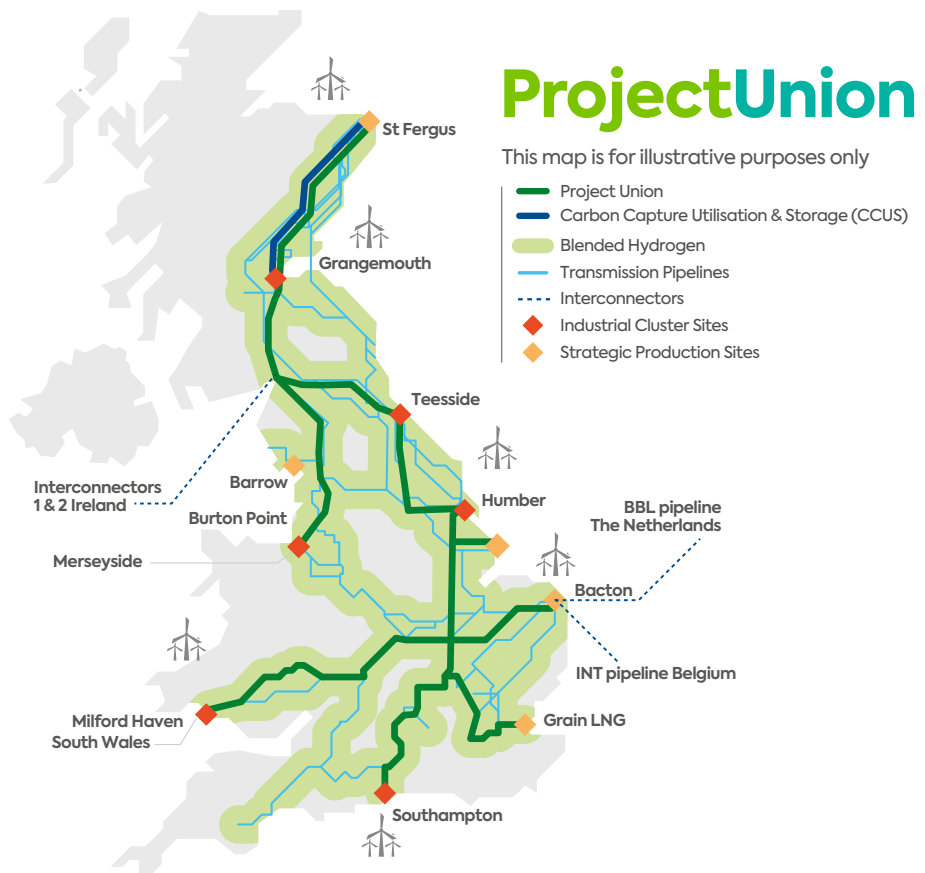 ProjectUnion
This map is for illustrative purposes only
Project Union
Carbon Capture Utilisation & Storage (CCUS)
Blended Hydrogen
Transmission Pipelines
Interconnectors
Industrial Cluster Sites
Strategic Production Sites
St Fergus
Grangemouth
Teesside
Barrow
Interconnectors
1 & 2 Ireland
Humber
Burton Point
BBL pipeline
The Netherlands
Merseyside
Bacton
INT pipeline Belgium
Milford Haven
South Wales
Grain LNG
Southampton